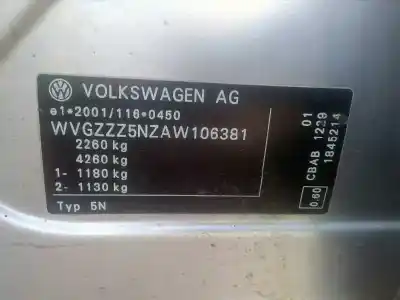 VOLKSWAGEN AG
e1*2001/116*0450
WVGZZZ5NZAW106381
2260 kg
4260 kg
1- 1180 kg
2- 1130 kg
Typ 5N
01
CBAB 1229
1845214
0.60